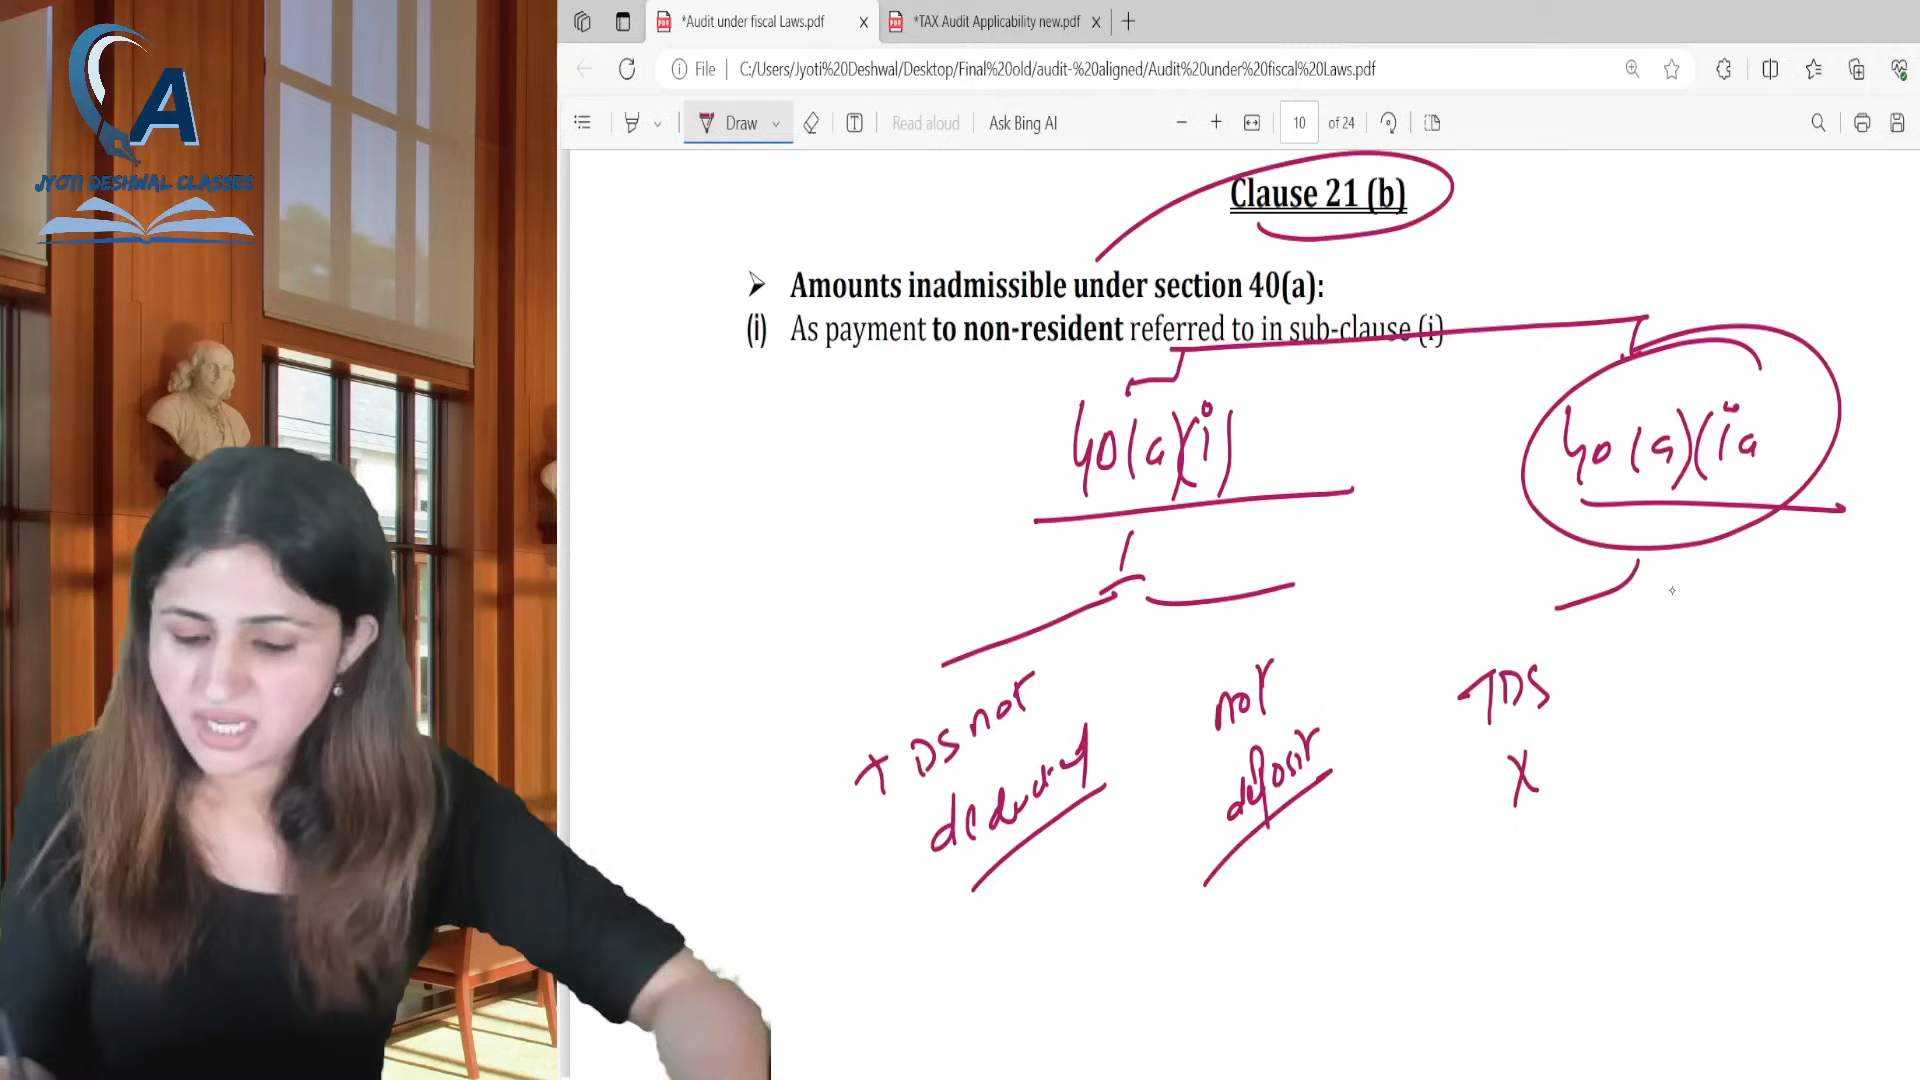 *Audit under fiscal Laws.pdf
*TAX Audit Applicability new.pdf
File C:/Users/Jyoti%20Deshwal/Desktop/Final%20old/audit-%20aligned/Audit%20under%20fiscal%20Laws.pdf
Draw
Read aloud
Ask Bing AI
10 of 24
CA
JYOTI DESHWAL CLASSES
Clause 21 (b)
Amounts inadmissible under section 40(a):
(i) As payment to non-resident referred to in sub-clause (i)
40(a)(i)
40(a)(ia
TDS not
deducted
not
deposit
TDS
X